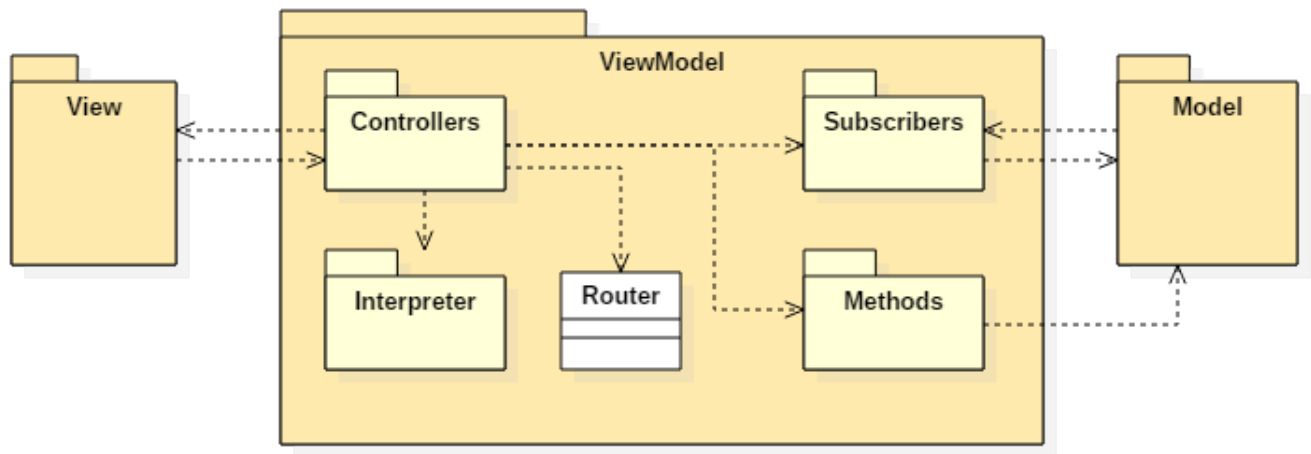 ViewModel
View
Controllers
Subscribers
Model
Interpreter
Router
Methods